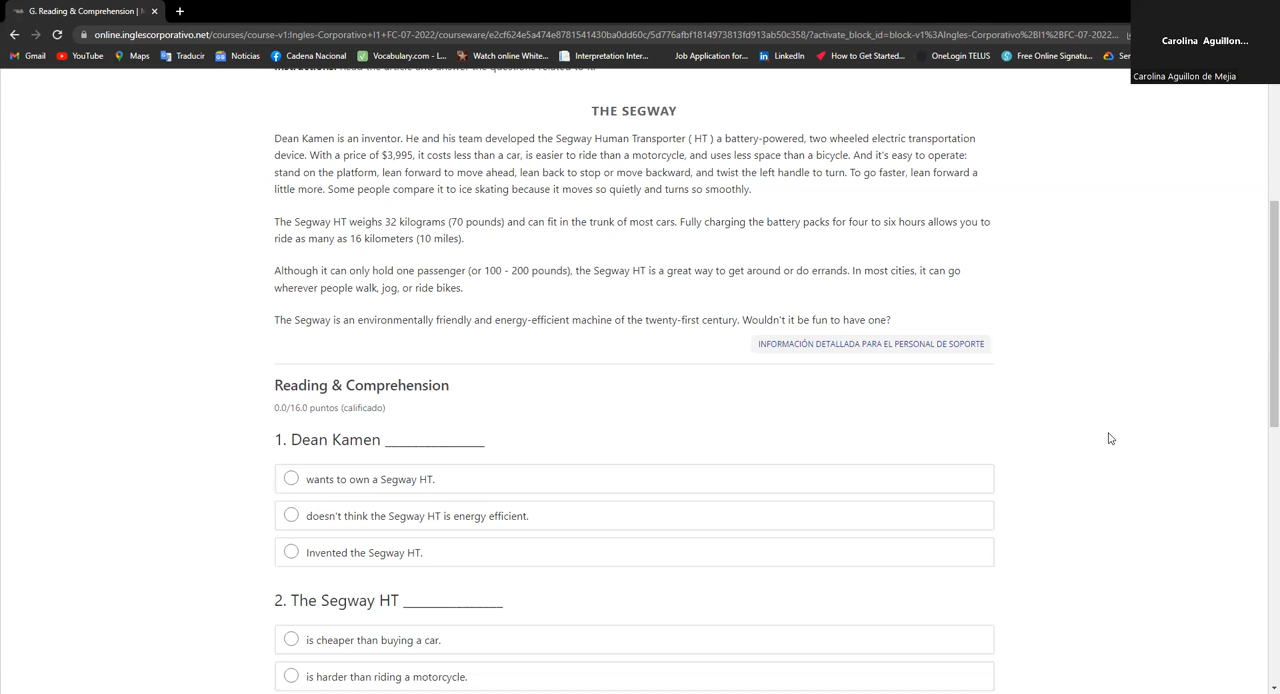 G. Reading & Comprehension |
online.inglescorporativo.net/courses/course-v1:Ingles-Corporativo+I1+FC-07-2022/courseware/e2cf624e5a474e8781541430ba0dd60c/5d776afbf1814973813fd913ab50c358/?activate_block_id=block-v1%3AIngles-Corporativo%2BI1%2BFC-07-2022...
Gmail YouTube Maps Traducir Noticias Cadena Nacional Vocabulary.com - L... Watch online White... Interpretation Inter... Job Application for... LinkedIn How to Get Started... OneLogin TELUS Free Online Signatu... Ser
Carolina Aguillon...
Carolina Aguillon de Mejia
THE SEGWAY
Dean Kamen is an inventor. He and his team developed the Segway Human Transporter ( HT ) a battery-powered, two wheeled electric transportation
device. With a price of $3,995, it costs less than a car, is easier to ride than a motorcycle, and uses less space than a bicycle. And it's easy to operate:
stand on the platform, lean forward to move ahead, lean back to stop or move backward, and twist the left handle to turn. To go faster, lean forward a
little more. Some people compare it to ice skating because it moves so quietly and turns so smoothly.
The Segway HT weighs 32 kilograms (70 pounds) and can fit in the trunk of most cars. Fully charging the battery packs for four to six hours allows you to
ride as many as 16 kilometers (10 miles).
Although it can only hold one passenger (or 100 - 200 pounds), the Segway HT is a great way to get around or do errands. In most cities, it can go
wherever people walk, jog, or ride bikes.
The Segway is an environmentally friendly and energy-efficient machine of the twenty-first century. Wouldn't it be fun to have one?
INFORMACIÓN DETALLADA PARA EL PERSONAL DE SOPORTE
Reading & Comprehension
0.0/16.0 puntos (calificado)
1. Dean Kamen _______________
wants to own a Segway HT.
doesn't think the Segway HT is energy efficient.
Invented the Segway HT.
2. The Segway HT _______________
is cheaper than buying a car.
is harder than riding a motorcycle.